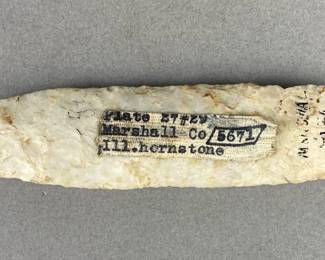 Plate 27#29
Marshall Co 5671
Ill.hornstone